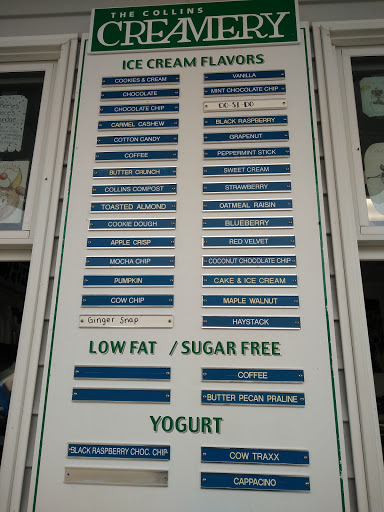 THE COLLINS
CREAMERY
ICE CREAM FLAVORS
COOKIES & CREAM
CHOCOLATE
CHOCOLATE CHIP
CARMEL CASHEW
COTTON CANDY
COFFEE
BUTTER CRUNCH
COLLINS COMPOST
TOASTED ALMOND
COOKIE DOUGH
APPLE CRISP
MOCHA CHIP
PUMPKIN
COW CHIP
Ginger Snap
VANILLA
MINT CHOCOLATE CHIP
DO-SI-DO
BLACK RASPBERRY
GRAPENUT
PEPPERMINT STICK
SWEET CREAM
STRAWBERRY
OATMEAL RAISIN
BLUEBERRY
RED VELVET
COCONUT CHOCOLATE CHIP
CAKE & ICE CREAM
MAPLE WALNUT
HAYSTACK
LOW FAT / SUGAR FREE
COFFEE
BUTTER PECAN PRALINE
YOGURT
BLACK RASPBERRY CHOC. CHIP
COW TRAXX
CAPPACINO